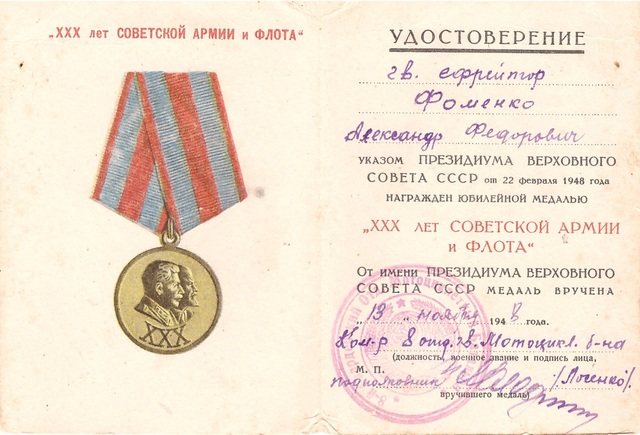 „XXX лет СОВЕТСКОЙ АРМИИ и ФЛОТА“
XXX
УДОСТОВЕРЕНИЕ
гв. ефрейтор
Фоменко
Александр Федорович
УКАЗОМ ПРЕЗИДИУМА ВЕРХОВНОГО
СОВЕТА СССР от 22 февраля 1948 года
НАГРАЖДЕН ЮБИЛЕЙНОЙ МЕДАЛЬЮ
„XXX лет СОВЕТСКОЙ АРМИИ
и ФЛОТА“
От имени ПРЕЗИДИУМА ВЕРХОВНОГО
СОВЕТА СССР МЕДАЛЬ ВРУЧЕНА
„13 „ ноября 1948 года.
Ком-р 8 отд. гв. Мотоцикл. б-на
(должность, воинское звание и подпись лица,
М. П.
подполковник /Лосенко/
вручившего медаль)